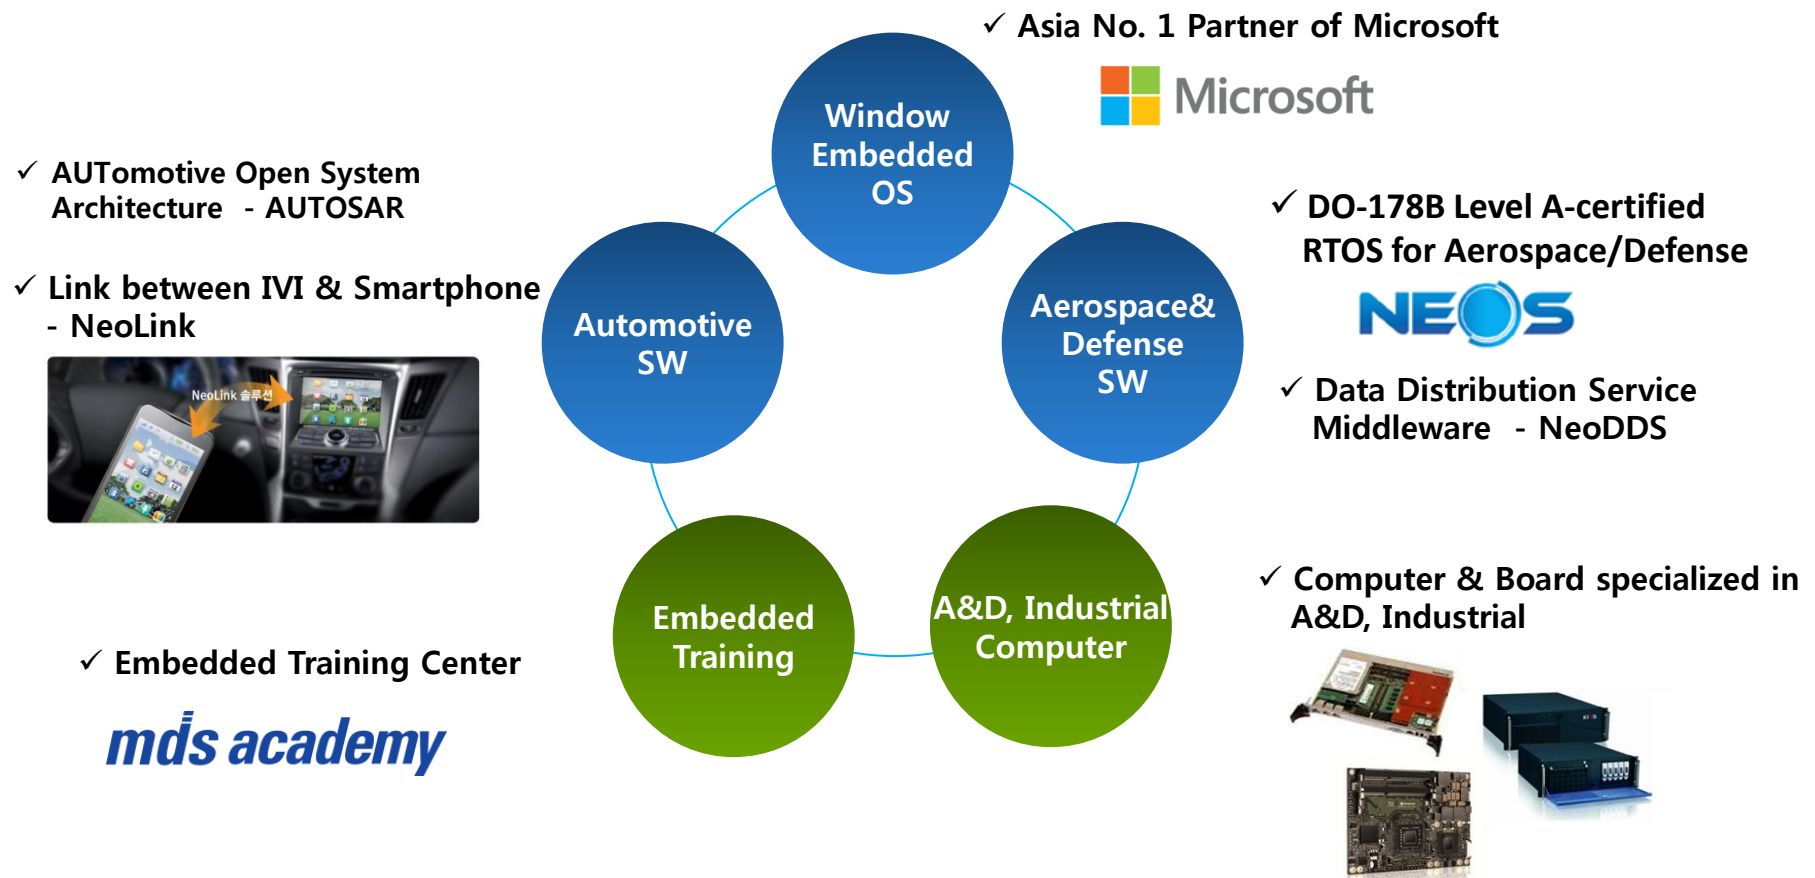 ✓ Asia No. 1 Partner of Microsoft
Microsoft
Window
Embedded
OS
✓ AUTomotive Open System
Architecture - AUTOSAR
✓ Link between IVI & Smartphone
- NeoLink
NeoLink 솔루션
Automotive
SW
✓ DO-178B Level A-certified
RTOS for Aerospace/Defense
NEOS
✓ Data Distribution Service
Middleware - NeoDDS
Aerospace&
Defense
SW
Embedded
Training
✓ Embedded Training Center
mds academy
A&D, Industrial
Computer
✓ Computer & Board specialized in
A&D, Industrial